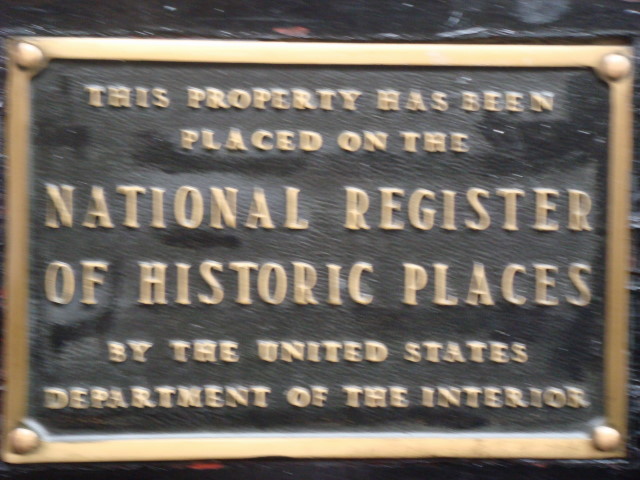 THIS PROPERTY HAS BEEN
PLACED ON THE
NATIONAL REGISTER
OF HISTORIC PLACES
BY THE UNITED STATES
DEPARTMENT OF THE INTERIOR